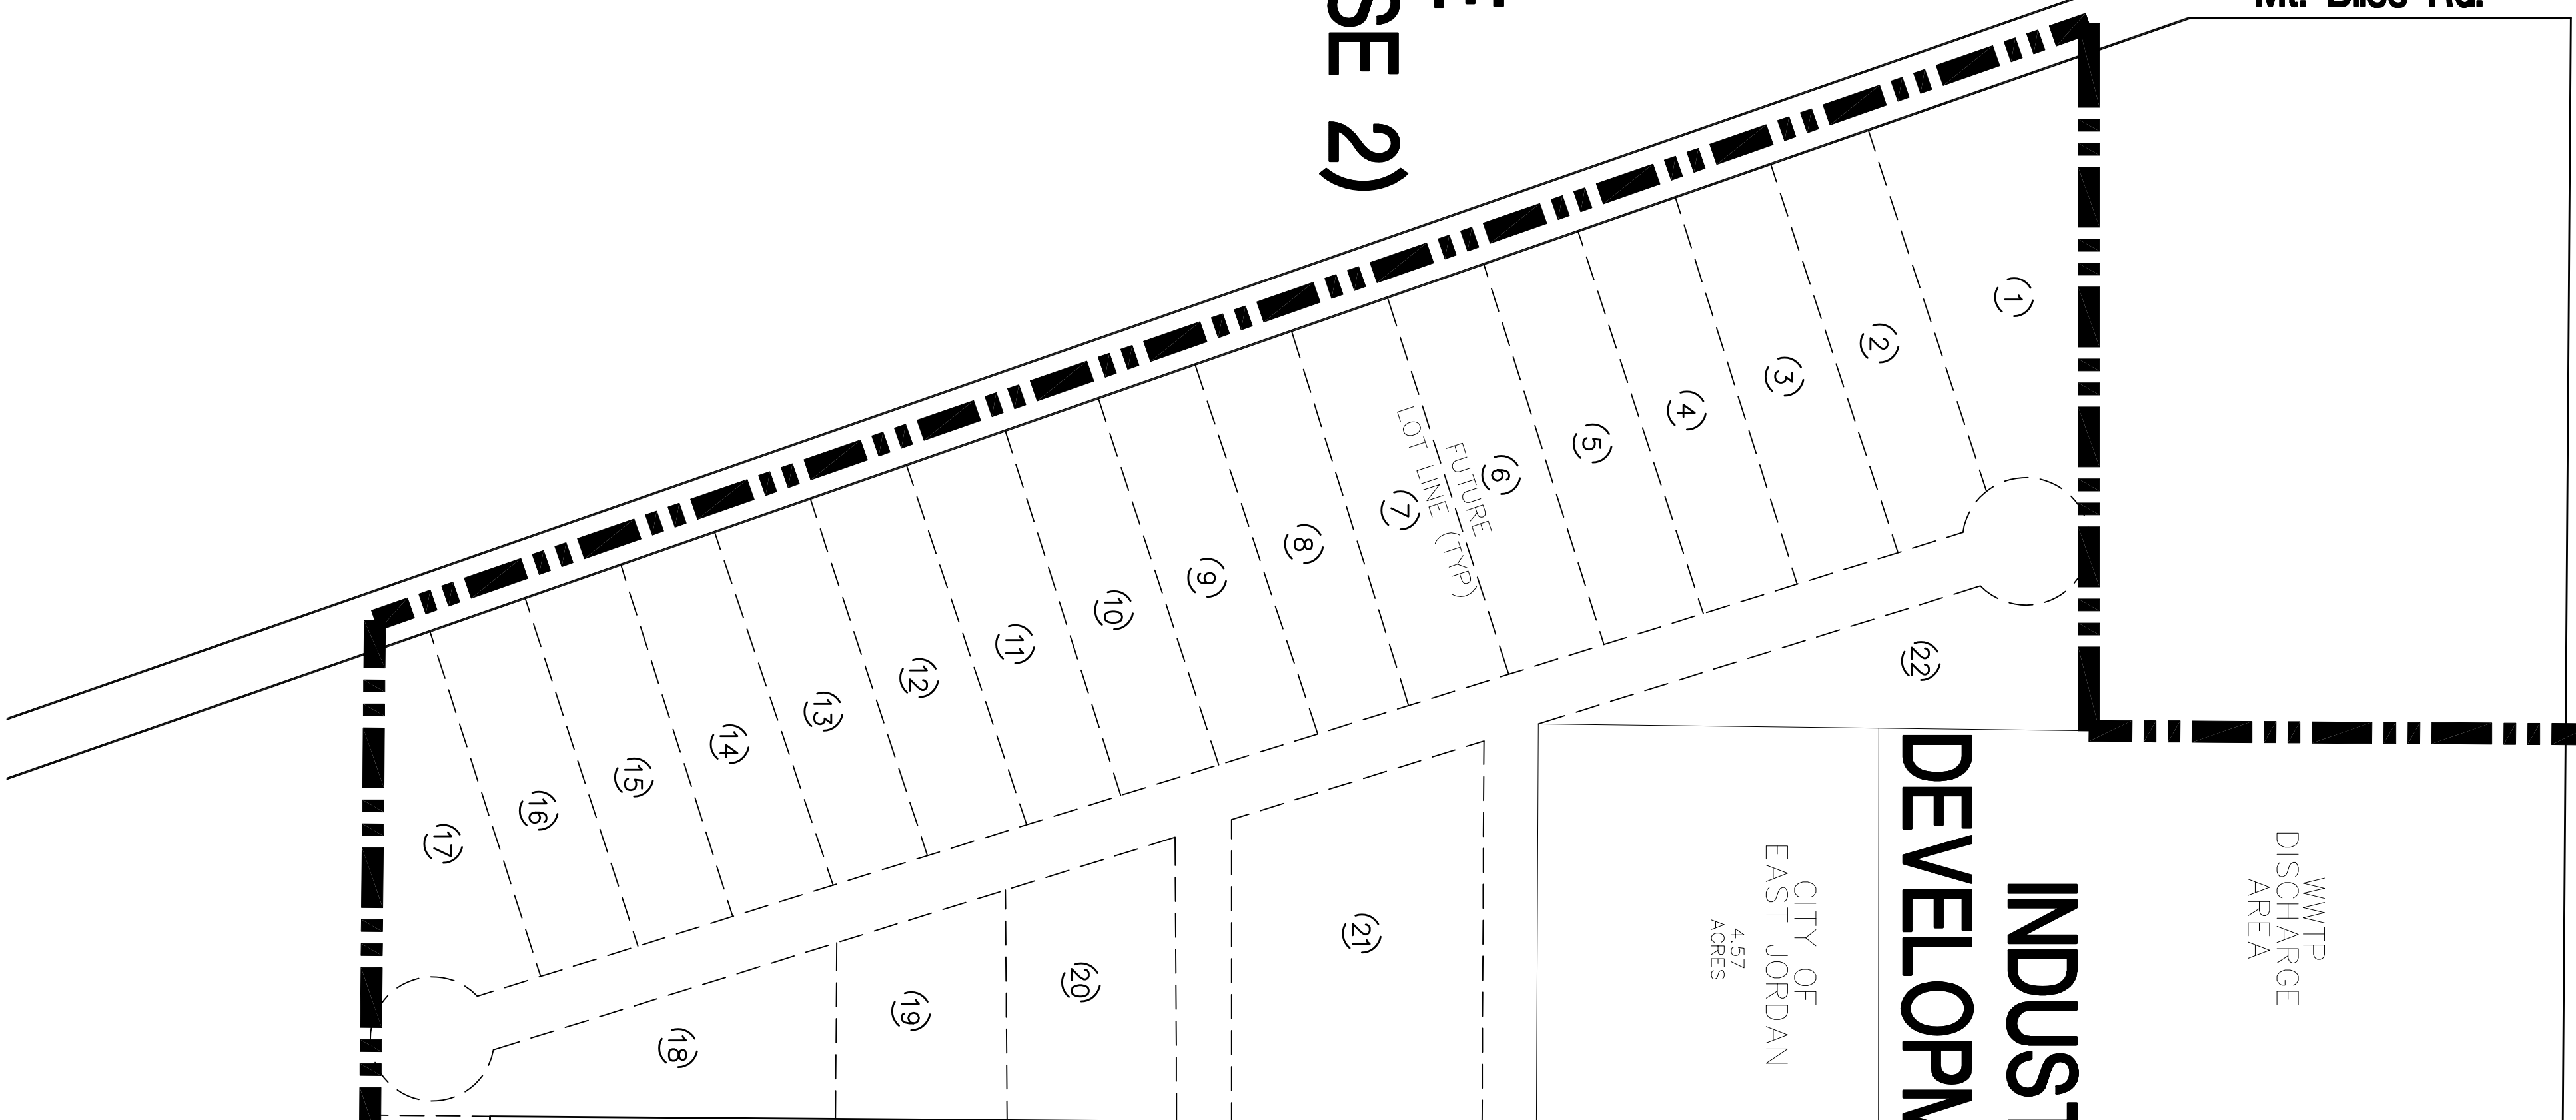 SE 2)
(1)
(2)
(3)
(4)
(5)
(6)
FUTURE
LOT LINE (TYP)
(7)
(8)
(9)
(10)
(11)
(12)
(13)
(14)
(15)
(16)
(17)
(18)
(19)
(20)
(21)
(22)
CITY OF
EAST JORDAN
4.57
ACRES
WWTP
DISCHARGE
AREA
INDUST
DEVELOPM